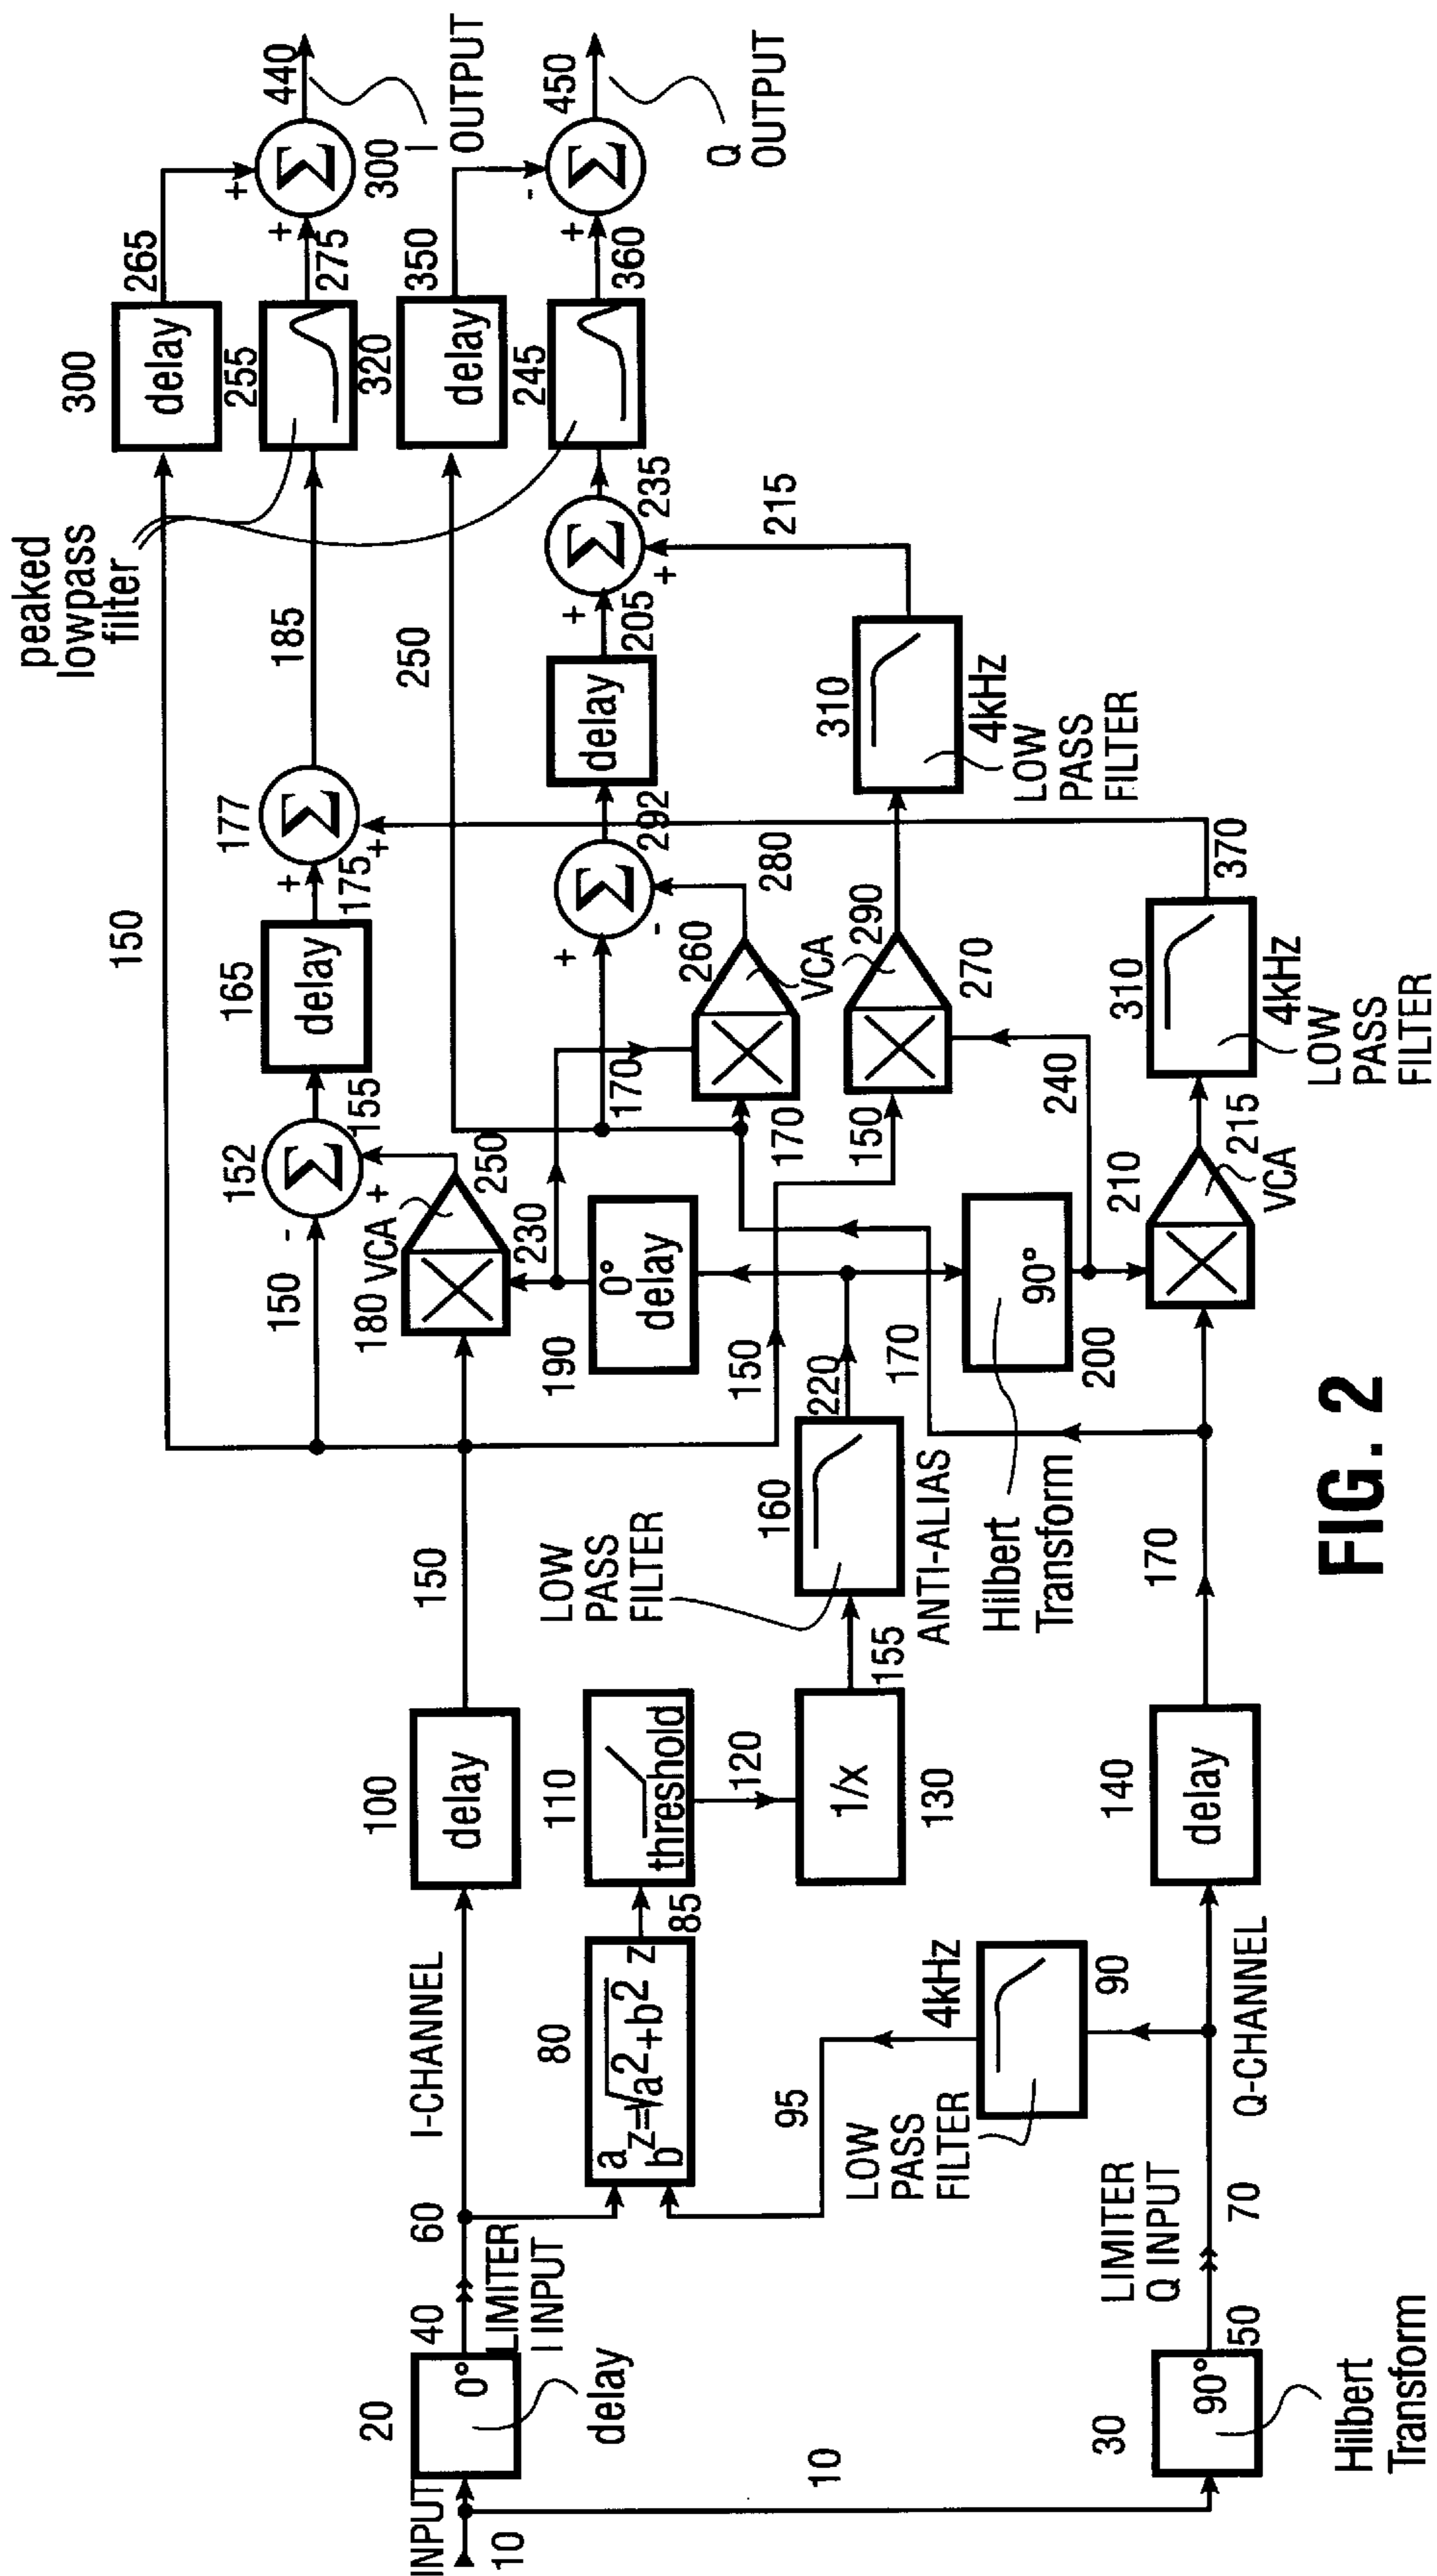 INPUT
10
10
20
0°
delay
40
LIMITER
I INPUT
60
I-CHANNEL
30
90°
Hilbert
Transform
50
LIMITER
Q INPUT
70
Q-CHANNEL
80
a
z=√a²+b² z
b
85
95
4kHz
90
LOW
PASS
FILTER
100
delay
110
threshold
120
1/x
130
155
140
delay
150
170
LOW
PASS
FILTER
160
ANTI-ALIAS
220
Hilbert
Transform
150
170
190
0°
delay
230
200
90°
240
180
VCA
250
150
-
+
152
155
165
delay
175
+
+
177
185
150
170
170
260
VCA
280
+
-
292
150
270
290
210
215
VCA
310
4kHz
LOW
PASS
FILTER
370
310
4kHz
LOW
PASS
FILTER
215
delay
205
+
+
235
250
peaked
lowpass
filter
300
delay
265
255
275
+
+
300
440
I
OUTPUT
320
delay
350
245
360
-
+
450
Q
OUTPUT
Σ
Σ
Σ
Σ
Σ
Σ
FIG. 2